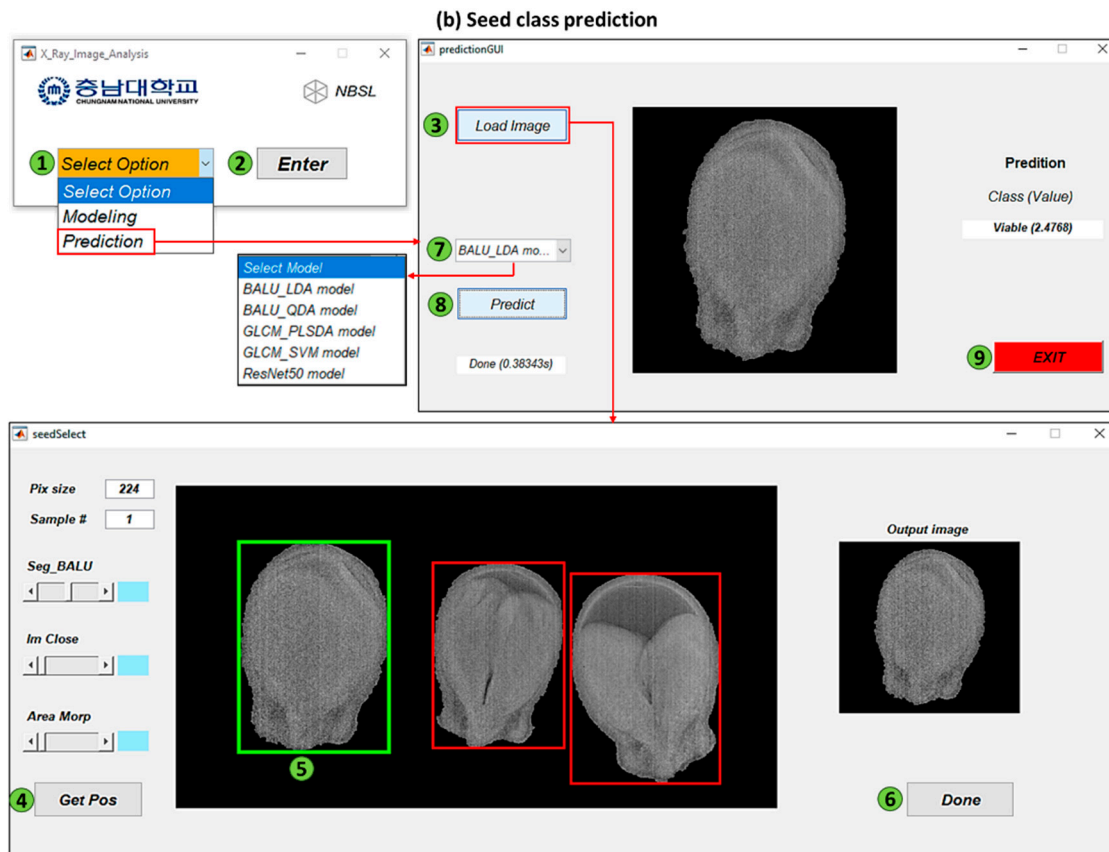 (b) Seed class prediction
X_Ray_Image_Analysis
충남대학교
CHUNGNAM NATIONAL UNIVERSITY
NBSL
1
Select Option
2
Enter
Select Option
Modeling
Prediction
predictionGUI
3
Load Image
Predition
Class (Value)
Viable (2.4768)
7
BALU_LDA mo...
Select Model
BALU_LDA model
BALU_QDA model
GLCM_PLSDA model
GLCM_SVM model
ResNet50 model
8
Predict
Done (0.38343s)
9
EXIT
seedSelect
Pix size
224
Sample #
1
Seg_BALU
Im Close
Area Morp
4
Get Pos
5
Output image
6
Done